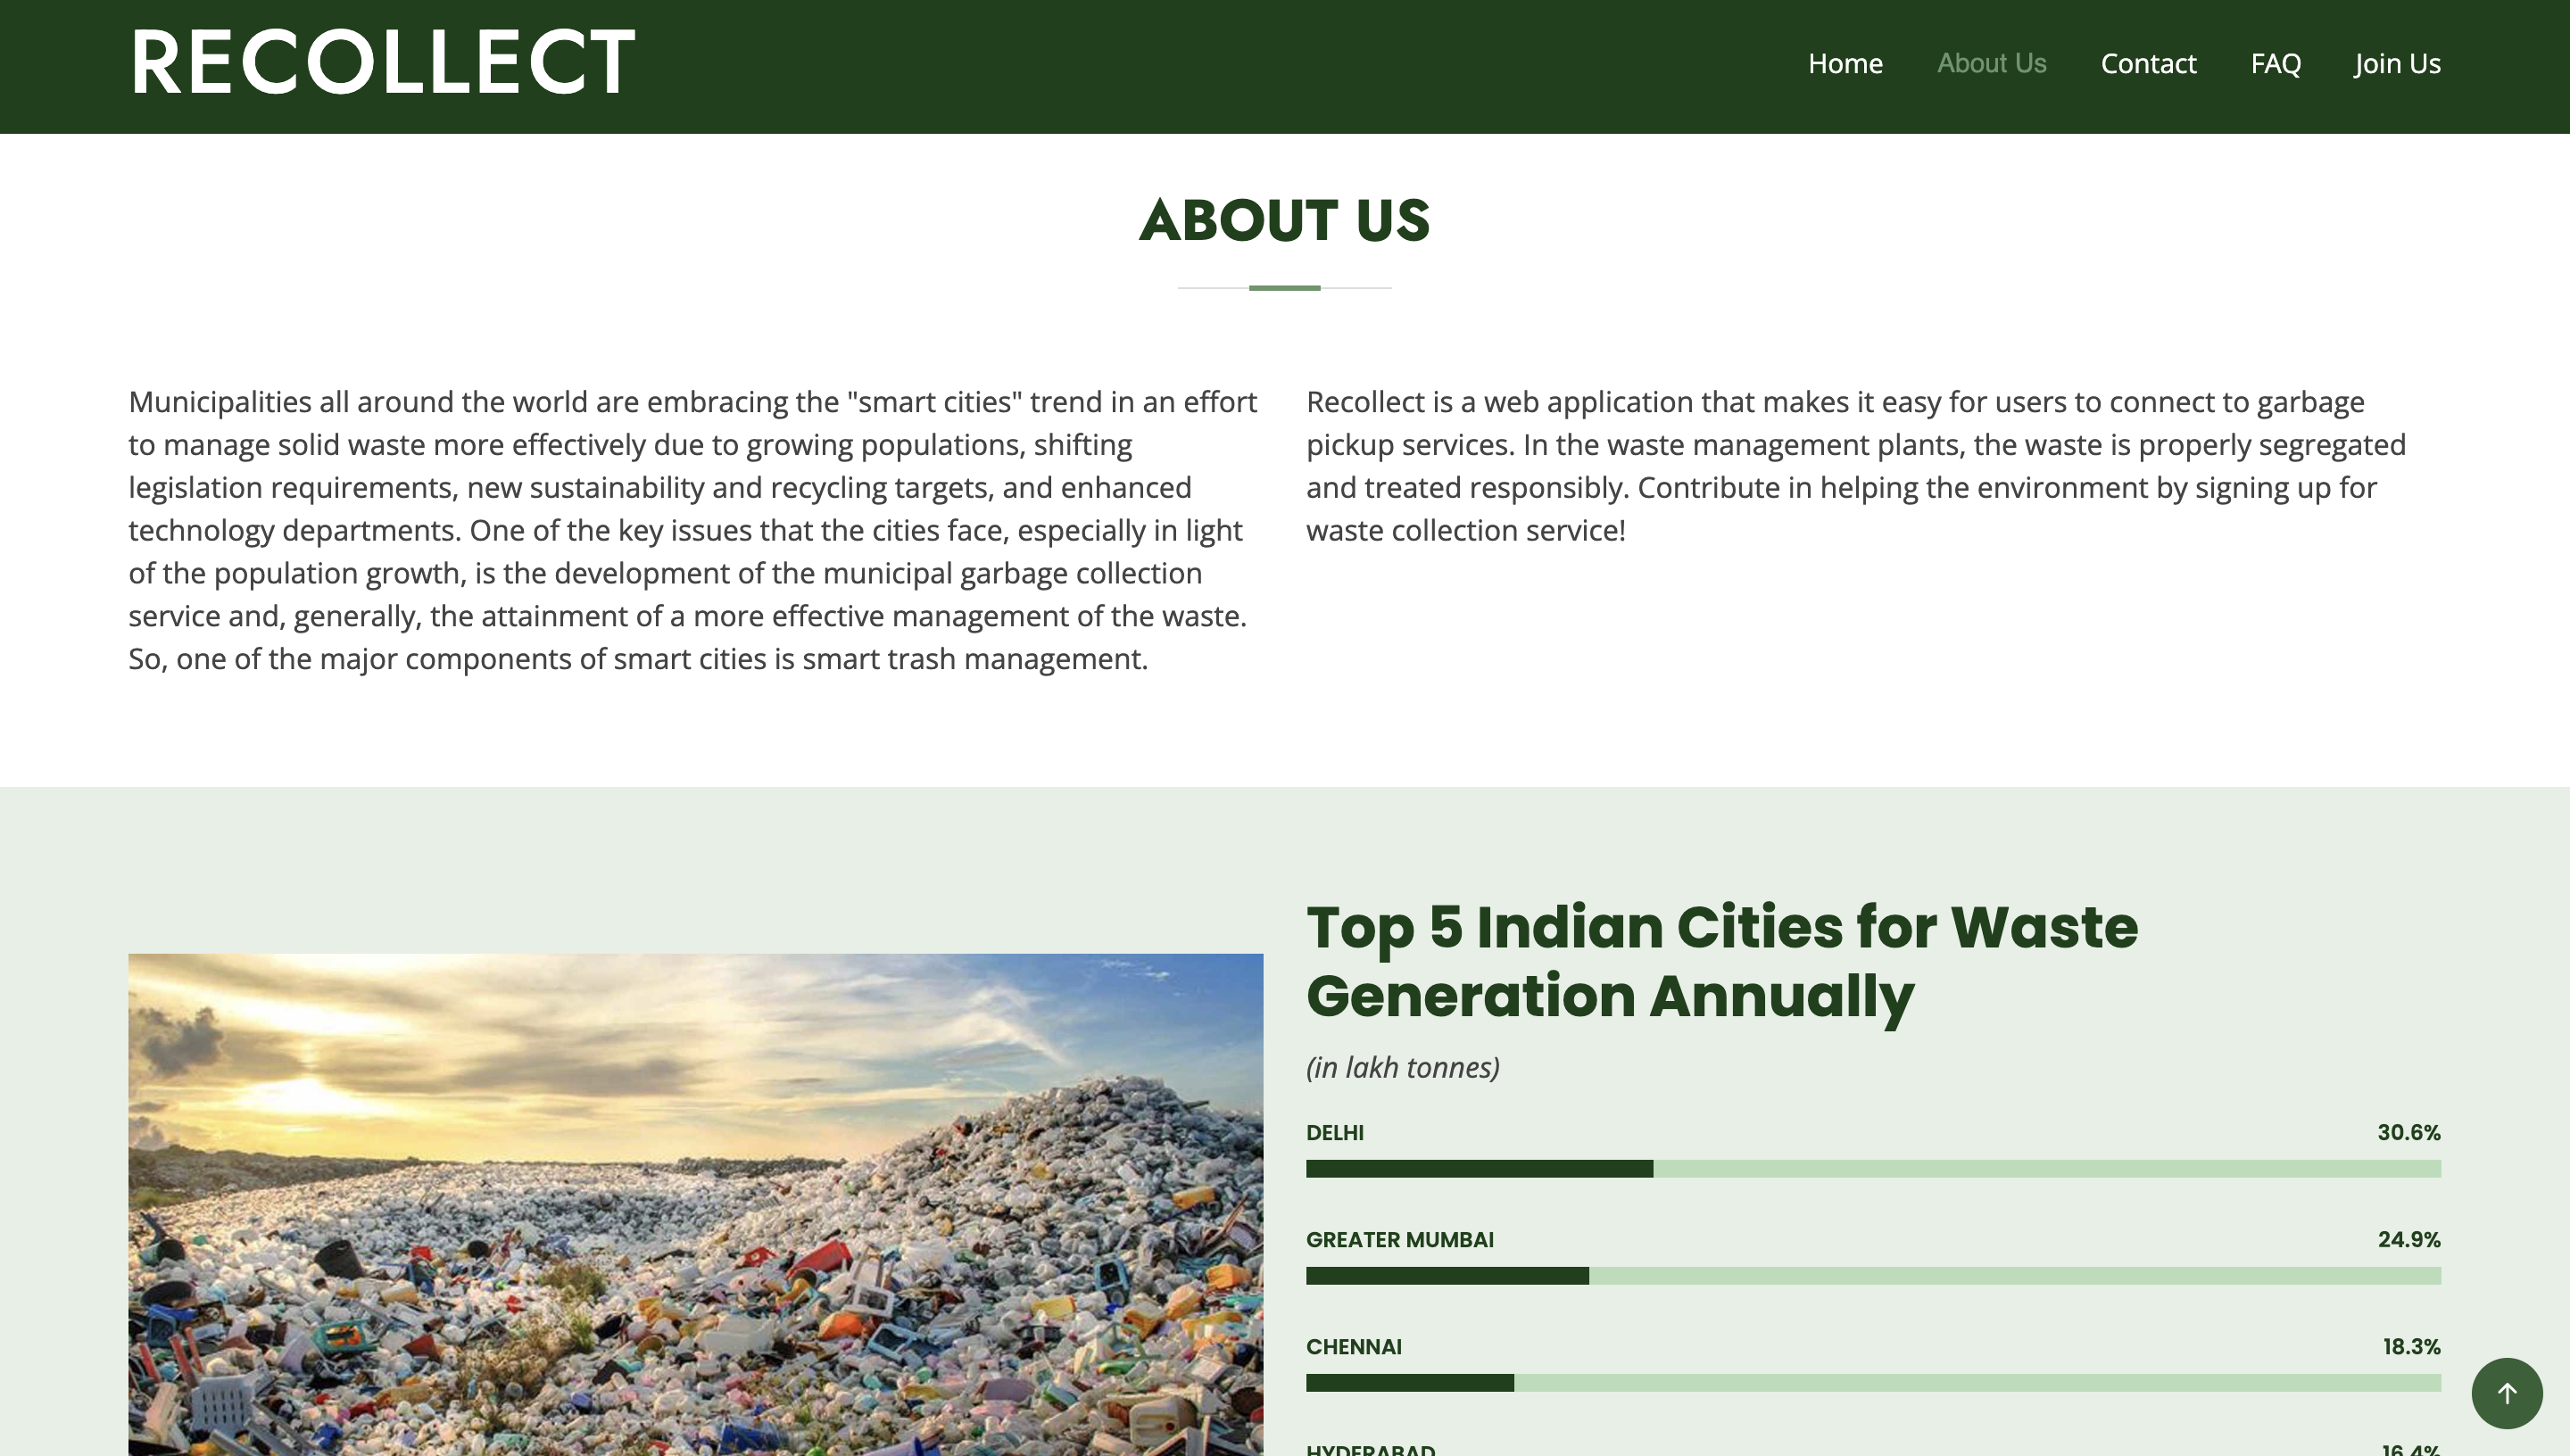 RECOLLECT
Home About Us Contact FAQ Join Us
ABOUT US
Municipalities all around the world are embracing the "smart cities" trend in an effort
to manage solid waste more effectively due to growing populations, shifting
legislation requirements, new sustainability and recycling targets, and enhanced
technology departments. One of the key issues that the cities face, especially in light
of the population growth, is the development of the municipal garbage collection
service and, generally, the attainment of a more effective management of the waste.
So, one of the major components of smart cities is smart trash management.
Recollect is a web application that makes it easy for users to connect to garbage
pickup services. In the waste management plants, the waste is properly segregated
and treated responsibly. Contribute in helping the environment by signing up for
waste collection service!
Top 5 Indian Cities for Waste
Generation Annually
(in lakh tonnes)
DELHI 30.6%
GREATER MUMBAI 24.9%
CHENNAI 18.3%
HYDERABAD 16.4%